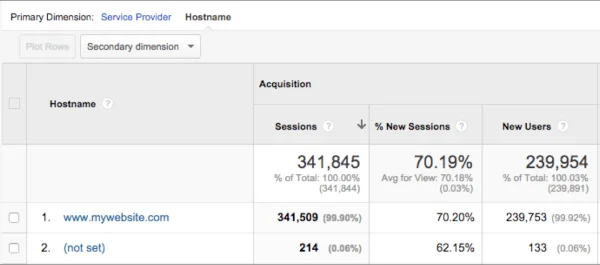 Primary Dimension: Service Provider Hostname
Plot Rows Secondary dimension
Hostname ?
Acquisition
Sessions ? % New Sessions ? New Users ?
341,845 70.19% 239,954
% of Total: 100.00% Avg for View: 70.18% % of Total: 100.03%
(341,844) (0.03%) (239,891)
1. www.mywebsite.com 341,509 (99.90%) 70.20% 239,753 (99.92%)
2. (not set) 214 (0.06%) 62.15% 133 (0.06%)